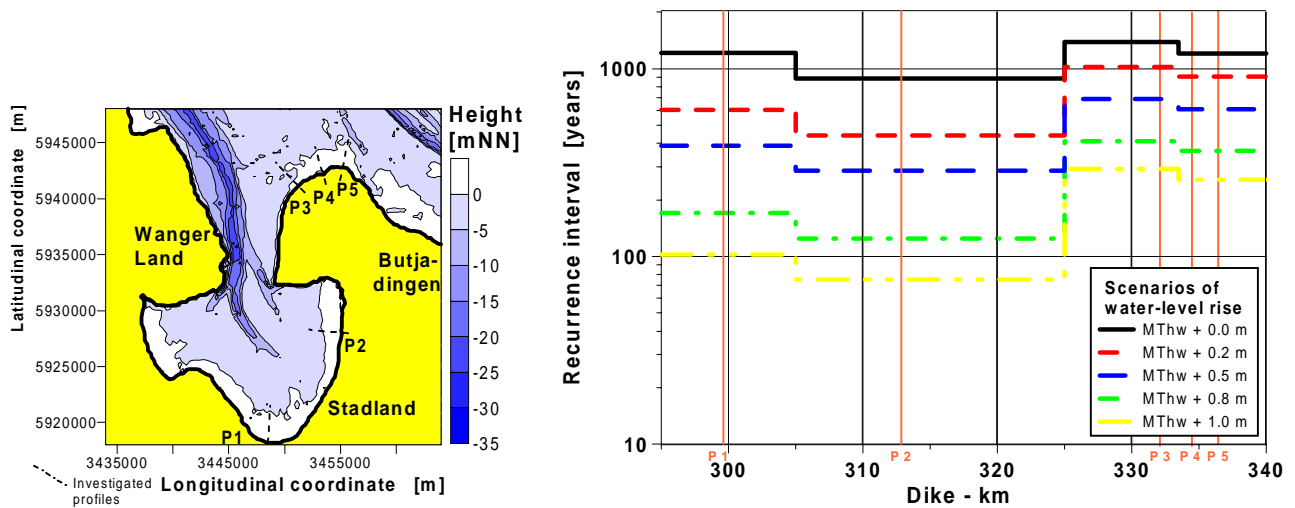 Height
[mNN]
Latitudinal coordinate [m]
5945000
5940000
5935000
5930000
5925000
5920000
P3
P4
P5
Wanger
Land
Butja-
dingen
P2
Stadland
P1
0
-5
-10
-15
-20
-25
-30
-35
3435000 3445000 3455000
Longitudinal coordinate [m]
Investigated
profiles
Recurrence interval [years]
1000
100
10
Scenarios of
water-level rise
MThw + 0.0 m
MThw + 0.2 m
MThw + 0.5 m
MThw + 0.8 m
MThw + 1.0 m
P 1 P 2 P 3 P 4 P 5
300 310 320 330 340
Dike - km